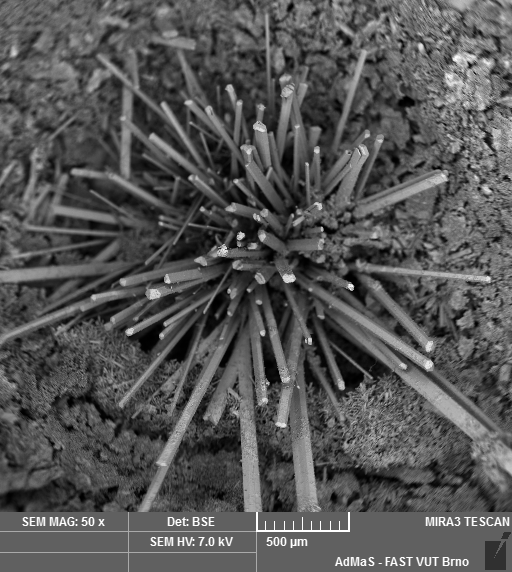 SEM MAG: 50 x Det: BSE MIRA3 TESCAN
SEM HV: 7.0 kV 500 µm
AdMaS - FAST VUT Brno